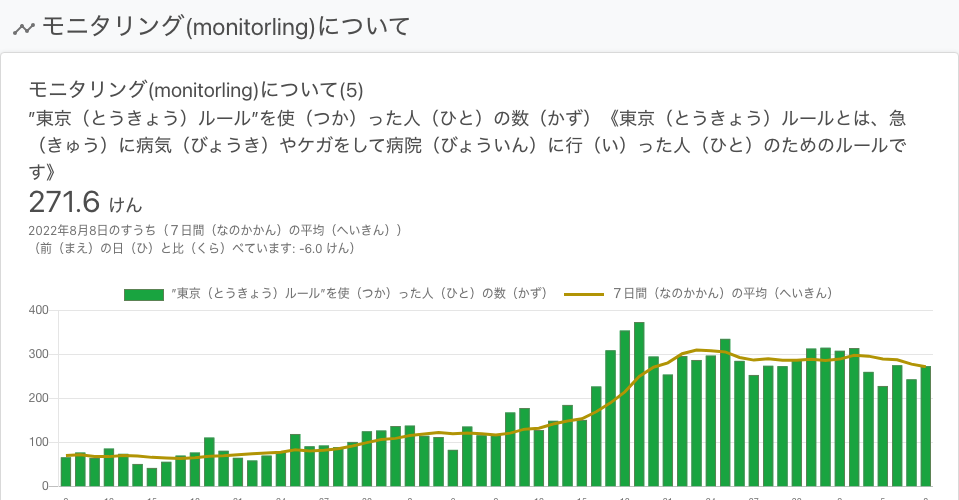 モニタリング(monitorling)について
モニタリング(monitorling)について(5)
”東京（とうきょう）ルール”を使（つか）った人（ひと）の数（かず）《東京（とうきょう）ルールとは、急
（きゅう）に病気（びょうき）やケガをして病院（びょういん）に行（い）った人（ひと）のためのルールで
す》
271.6 けん
2022年8月8日のすうち（７日間（なのかかん）の平均（へいきん））
（前（まえ）の日（ひ）と比（くら）べています: -6.0 けん）
”東京（とうきょう）ルール”を使（つか）った人（ひと）の数（かず） ７日間（なのかかん）の平均（へいきん）
400
300
200
100
0